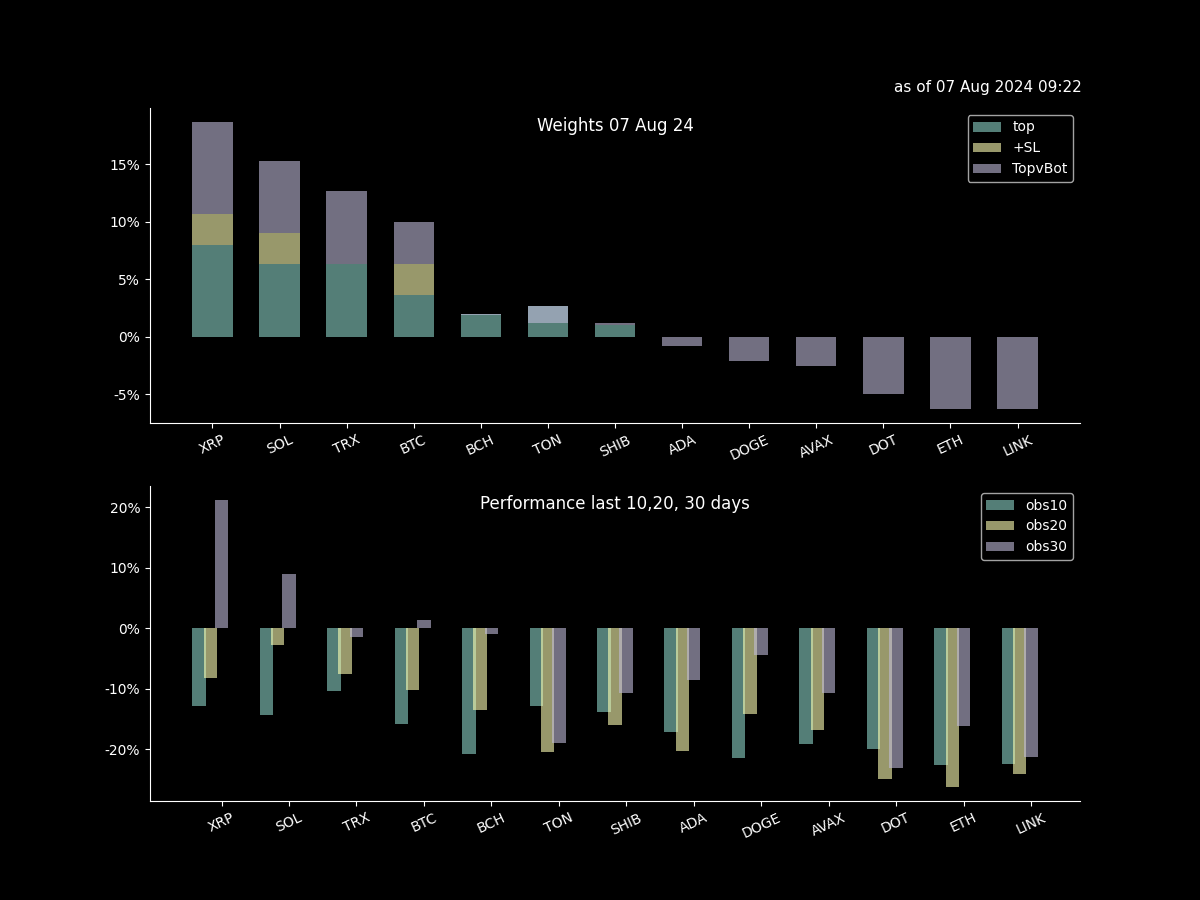 as of 07 Aug 2024 09:22
Weights 07 Aug 24
top
+SL
TopvBot
15%
10%
5%
0%
-5%
XRP SOL TRX BTC BCH TON SHIB ADA DOGE AVAX DOT ETH LINK
Performance last 10,20, 30 days
obs10
obs20
obs30
20%
10%
0%
-10%
-20%
XRP SOL TRX BTC BCH TON SHIB ADA DOGE AVAX DOT ETH LINK